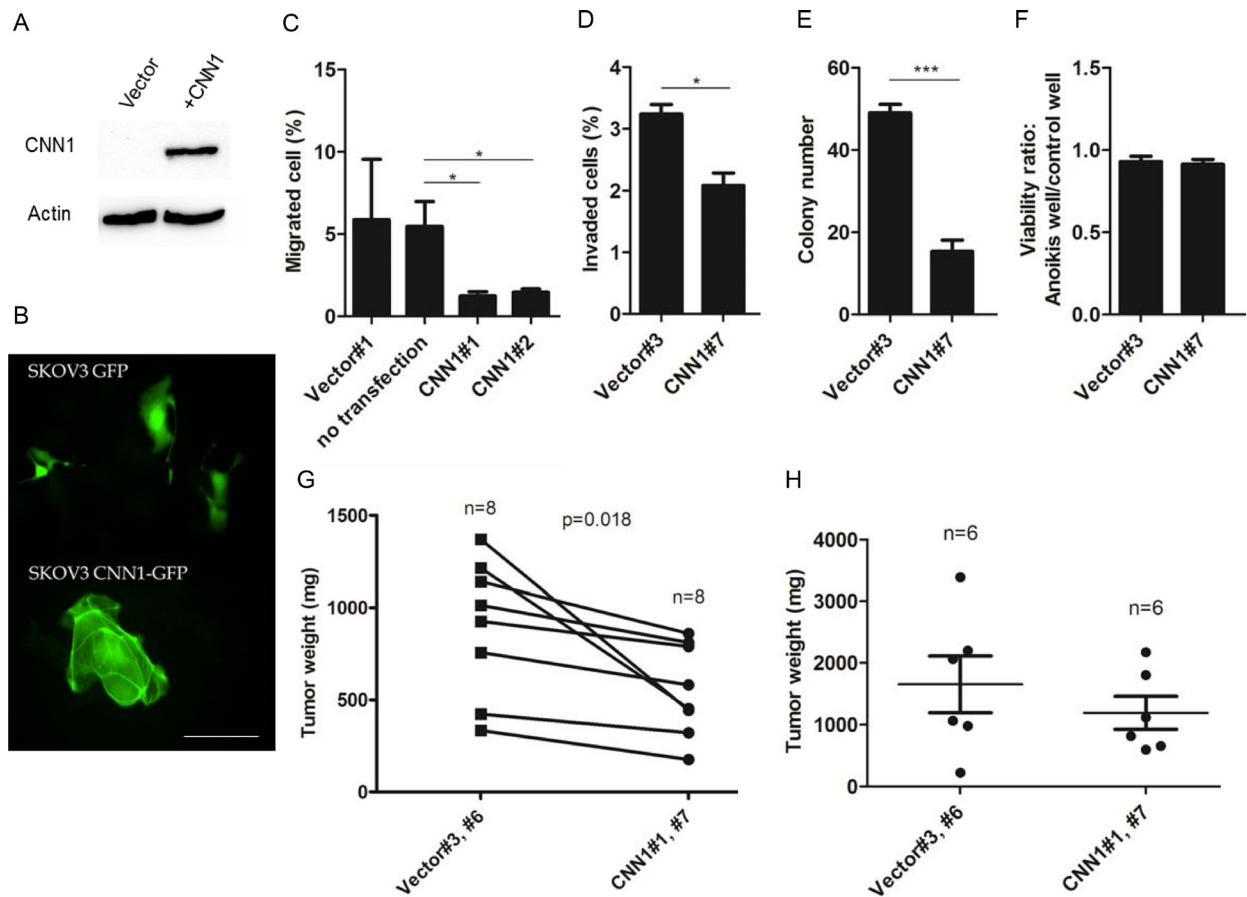 A
Vector
+CNN1
CNN1
Actin
B
SKOV3 GFP
SKOV3 CNN1-GFP
C
Migrated cell (%)
15
10
5
0
*
*
Vector#1
no transfection
CNN1#1
CNN1#2
D
Invaded cells (%)
4
3
2
1
0
*
Vector#3
CNN1#7
E
Colony number
60
40
20
0
***
Vector#3
CNN1#7
F
Viability ratio:
Anoikis well/control well
1.5
1.0
0.5
0.0
Vector#3
CNN1#7
G
Tumor weight (mg)
1500
1000
500
0
n=8
p=0.018
n=8
Vector#3, #6
CNN1#1, #7
H
Tumor weight (mg)
4000
3000
2000
1000
0
n=6
n=6
Vector#3, #6
CNN1#1, #7